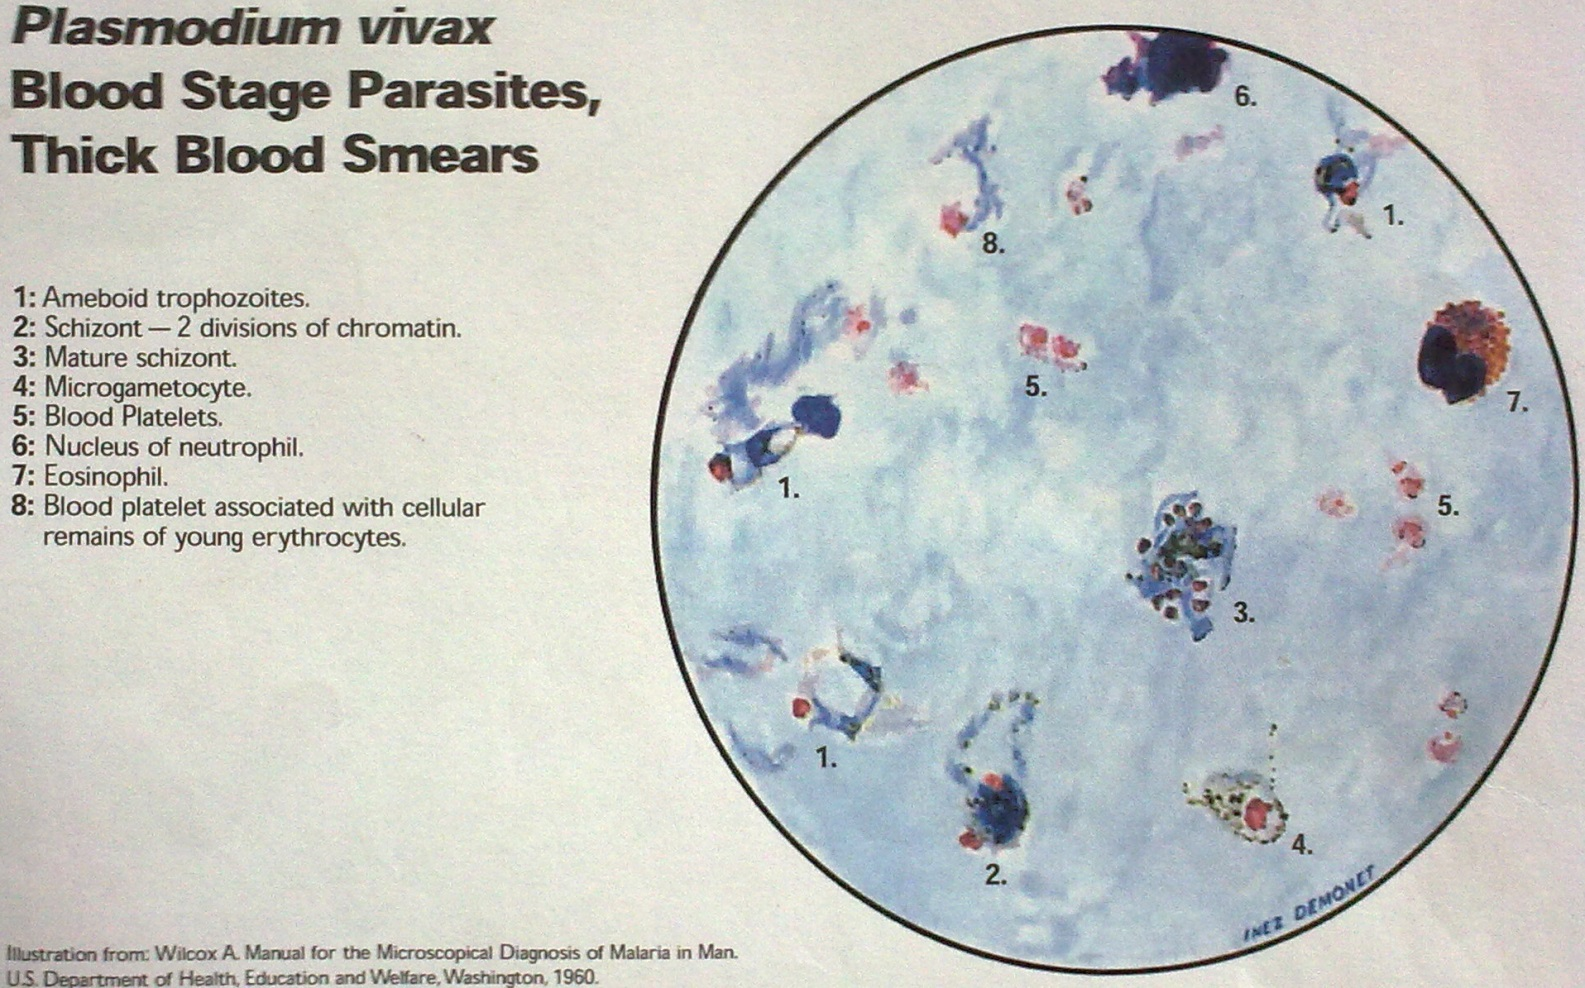 Plasmodium vivax
Blood Stage Parasites,
Thick Blood Smears
1: Ameboid trophozoites.
2: Schizont — 2 divisions of chromatin.
3: Mature schizont.
4: Microgametocyte.
5: Blood Platelets.
6: Nucleus of neutrophil.
7: Eosinophil.
8: Blood platelet associated with cellular
remains of young erythrocytes.
6.
1.
8.
5.
7.
1.
5.
3.
1.
4.
2.
INEZ DEMONET
Illustration from: Wilcox A. Manual for the Microscopical Diagnosis of Malaria in Man.
U.S. Department of Health, Education and Welfare, Washington, 1960.